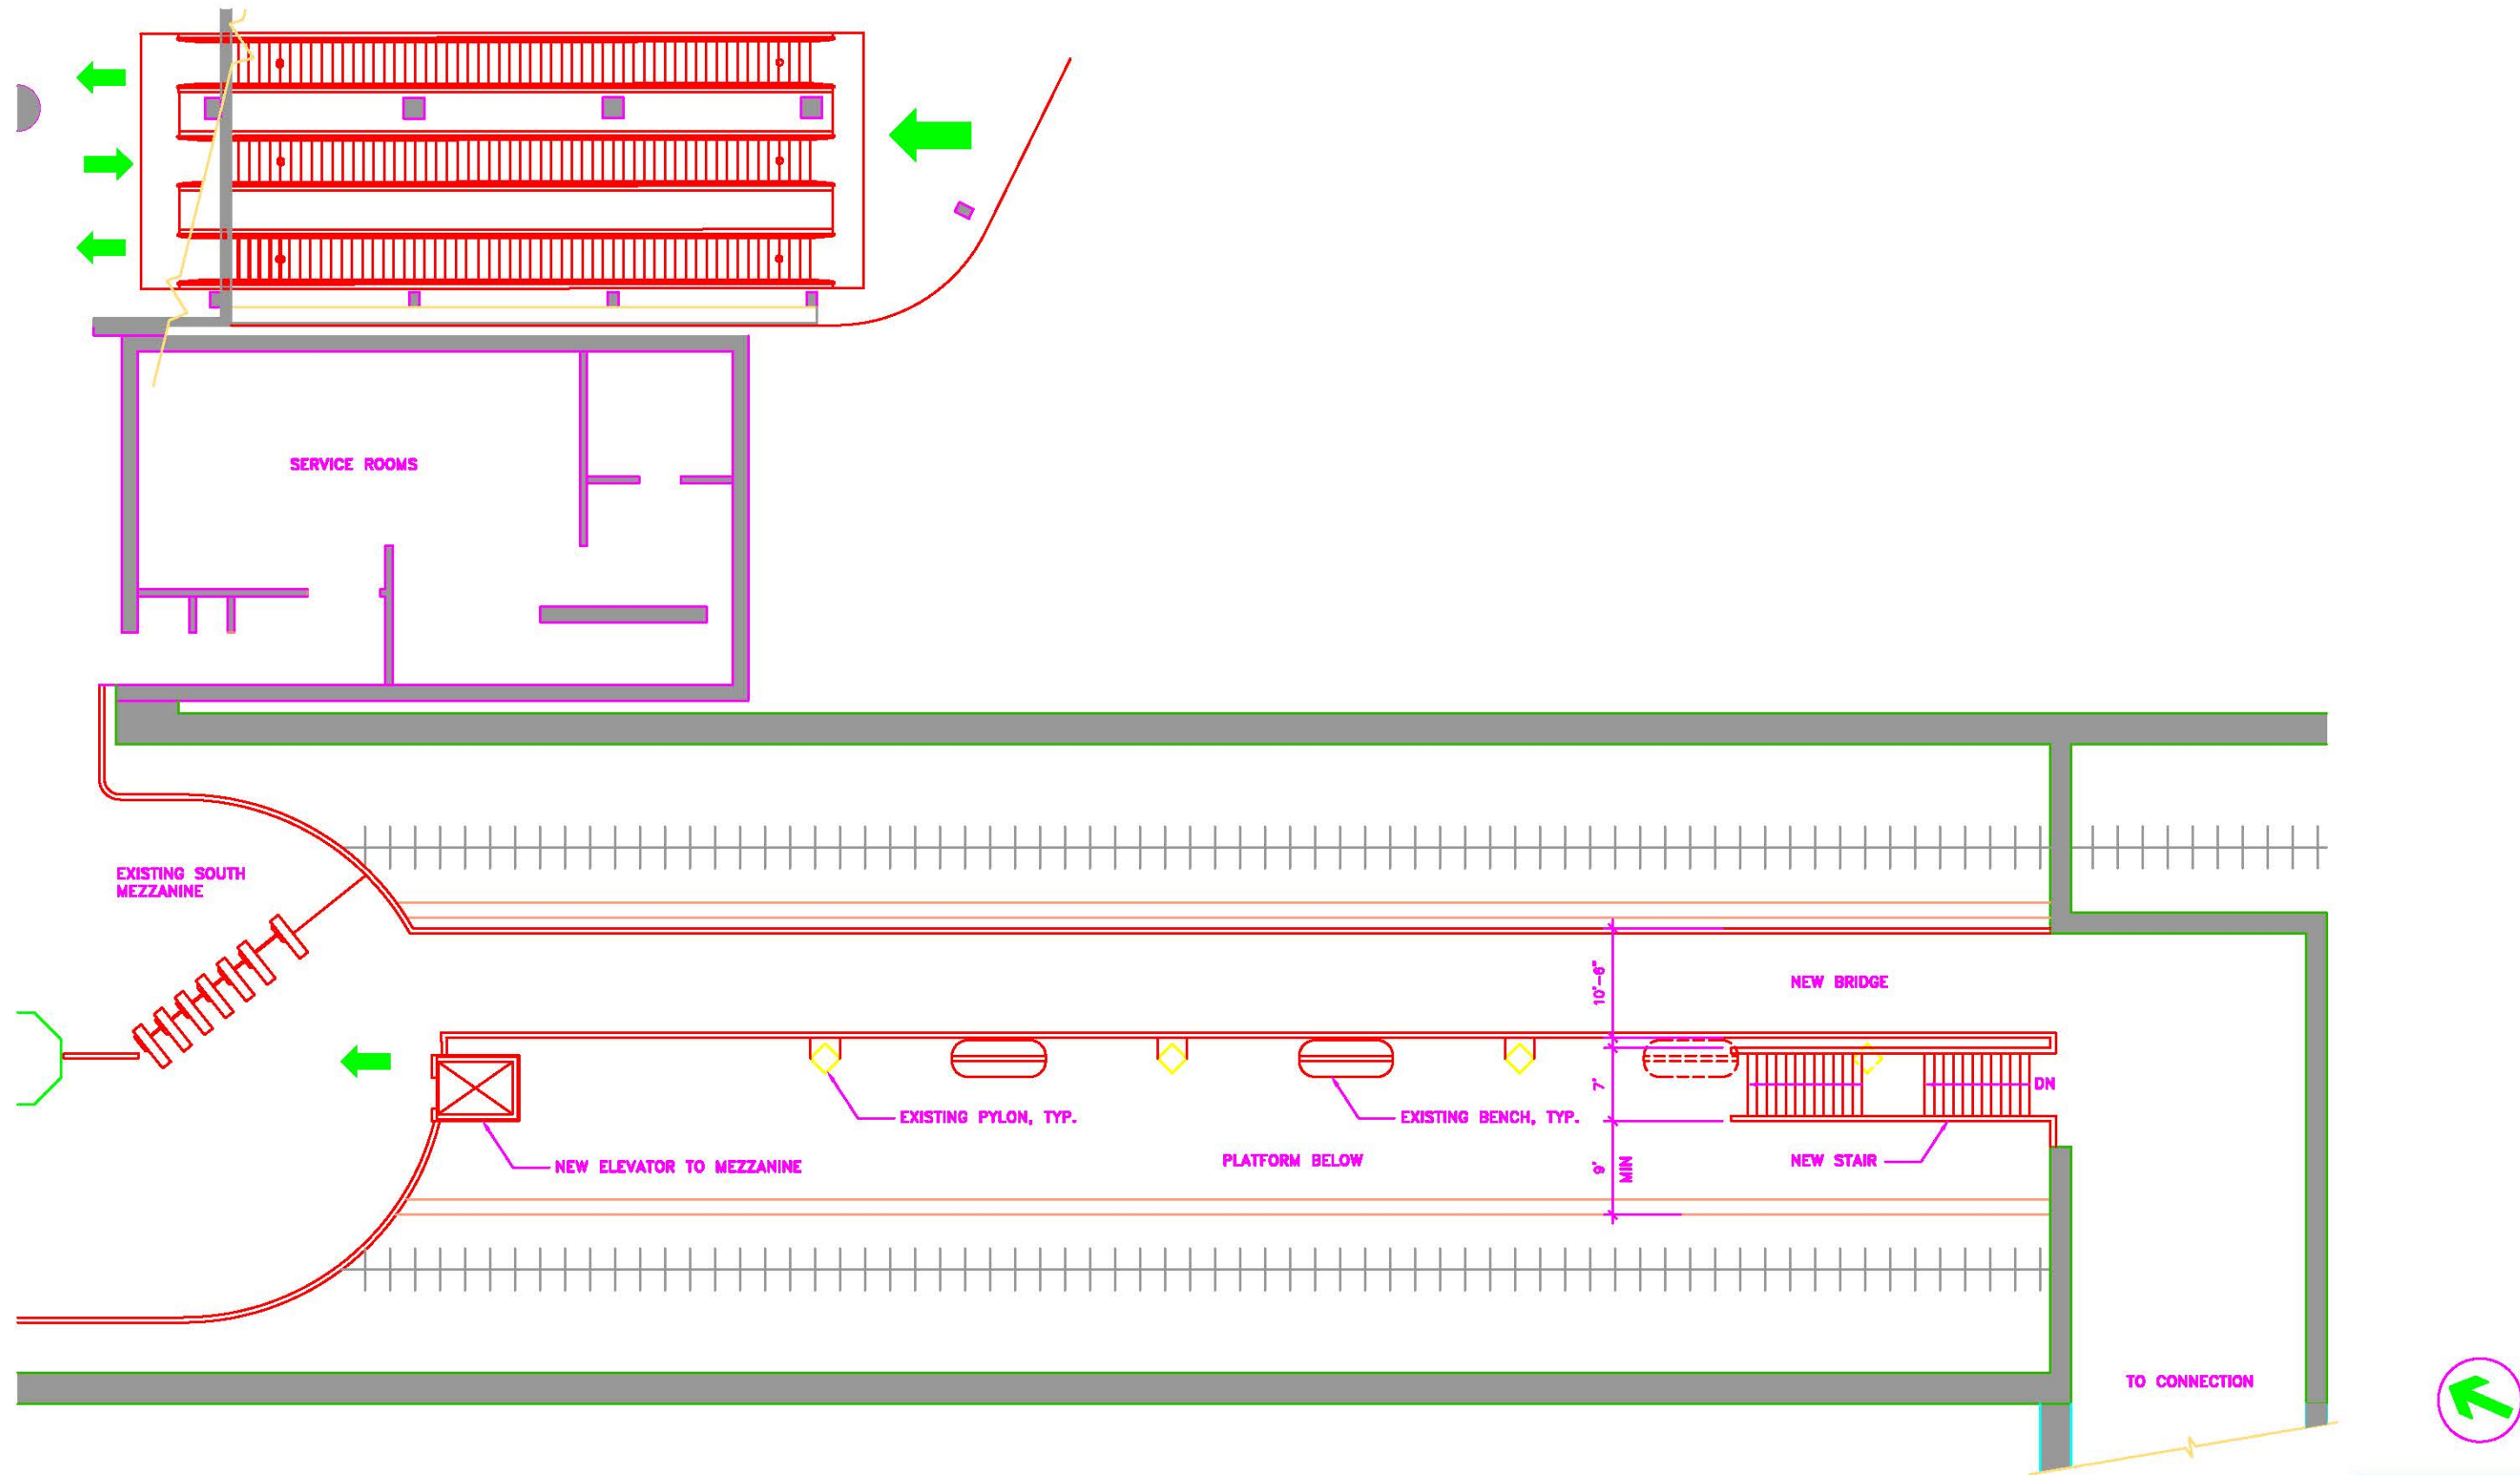 SERVICE ROOMS
EXISTING SOUTH
MEZZANINE
10'-6"
NEW BRIDGE
7'
DN
EXISTING PYLON, TYP.
EXISTING BENCH, TYP.
NEW ELEVATOR TO MEZZANINE
PLATFORM BELOW
9'
MIN
NEW STAIR
TO CONNECTION